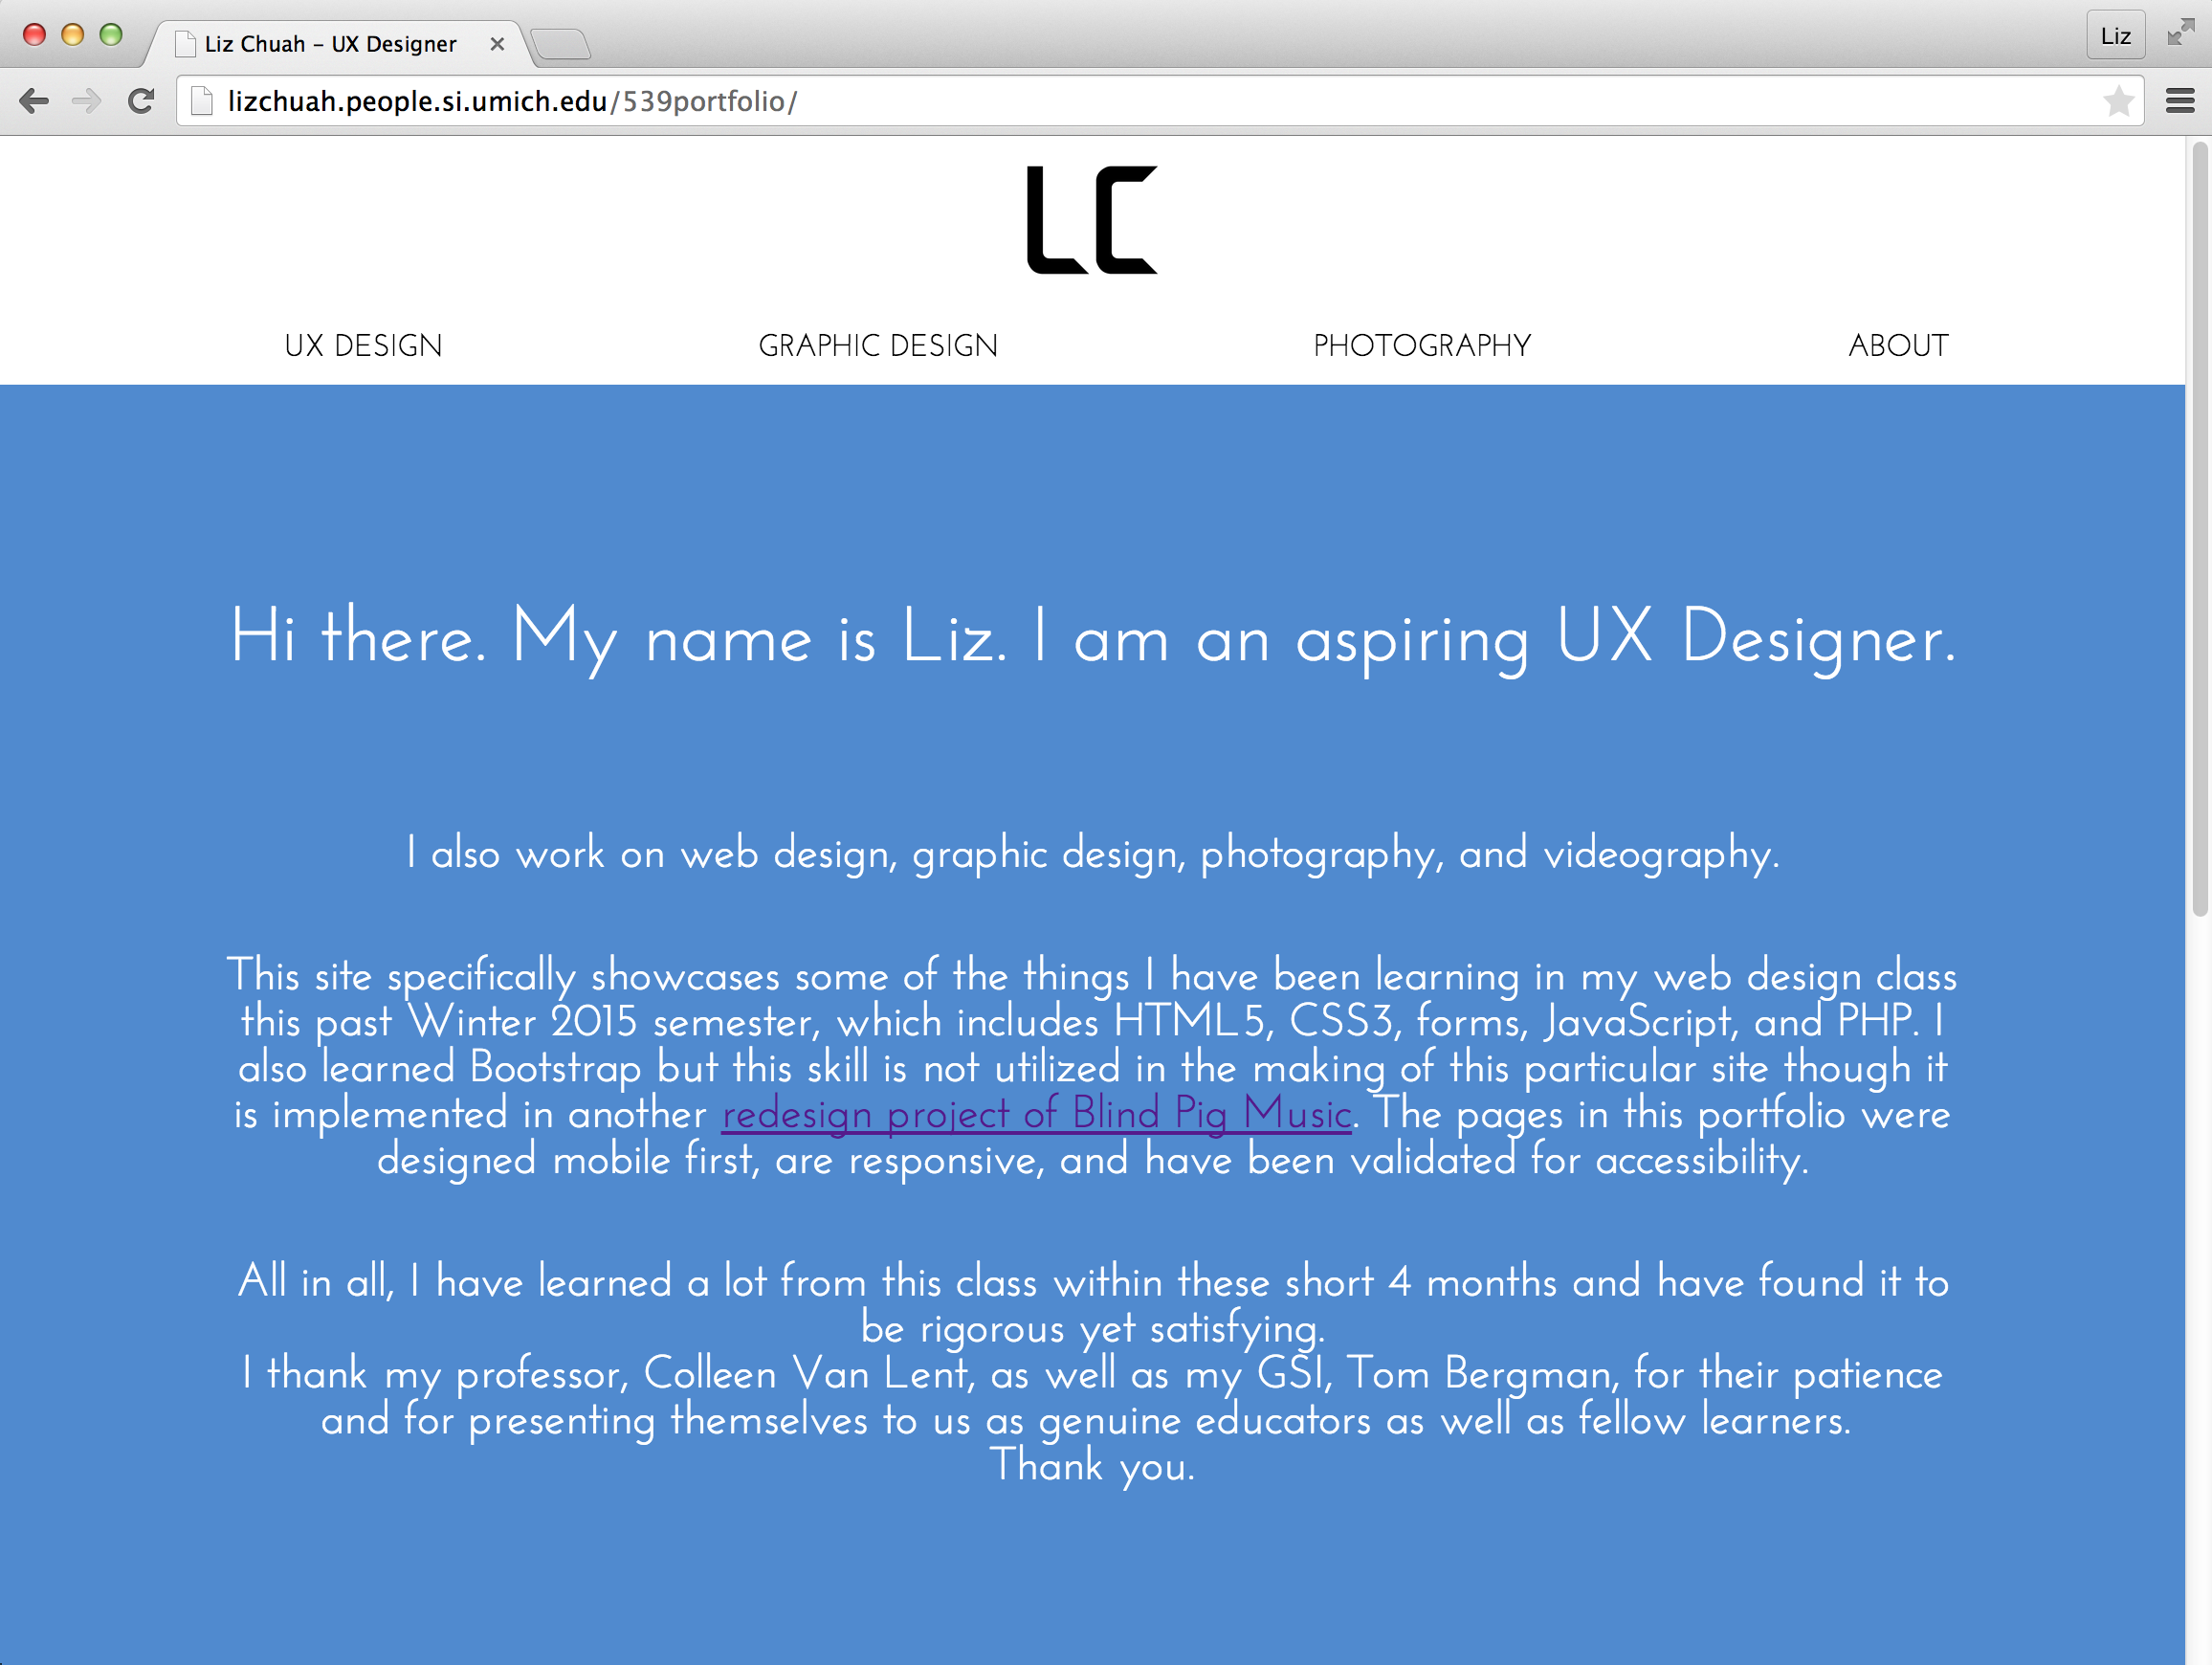 Liz Chuah – UX Designer
Liz
lizchuah.people.si.umich.edu/539portfolio/
LC
UX DESIGN
GRAPHIC DESIGN
PHOTOGRAPHY
ABOUT
Hi there. My name is Liz. I am an aspiring UX Designer.
I also work on web design, graphic design, photography, and videography.
This site specifically showcases some of the things I have been learning in my web design class
this past Winter 2015 semester, which includes HTML5, CSS3, forms, JavaScript, and PHP. I
also learned Bootstrap but this skill is not utilized in the making of this particular site though it
is implemented in another redesign project of Blind Pig Music. The pages in this portfolio were
designed mobile first, are responsive, and have been validated for accessibility.
All in all, I have learned a lot from this class within these short 4 months and have found it to
be rigorous yet satisfying.
I thank my professor, Colleen Van Lent, as well as my GSI, Tom Bergman, for their patience
and for presenting themselves to us as genuine educators as well as fellow learners.
Thank you.